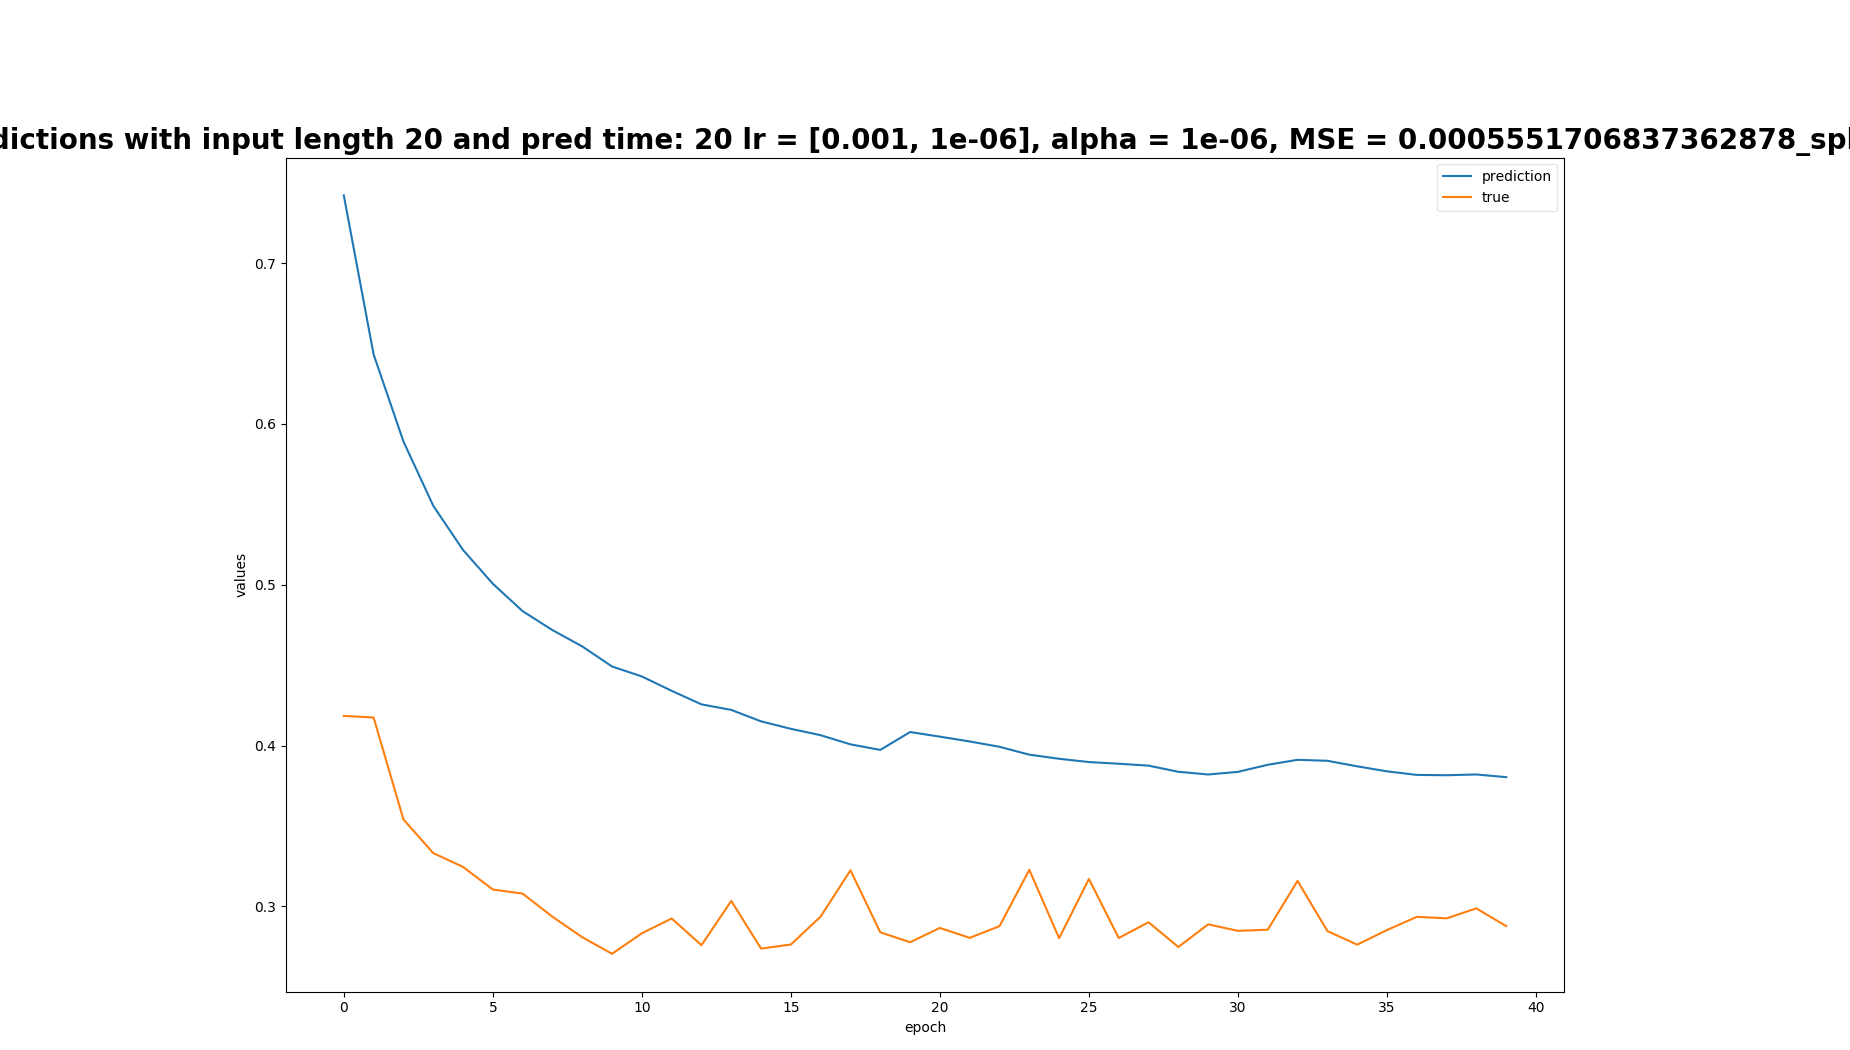 dictions with input length 20 and pred time: 20 lr = [0.001, 1e-06], alpha = 1e-06, MSE = 0.0005551706837362878_spl
prediction
true
0.7
0.6
0.5
0.4
0.3
values
0 5 10 15 20 25 30 35 40
epoch